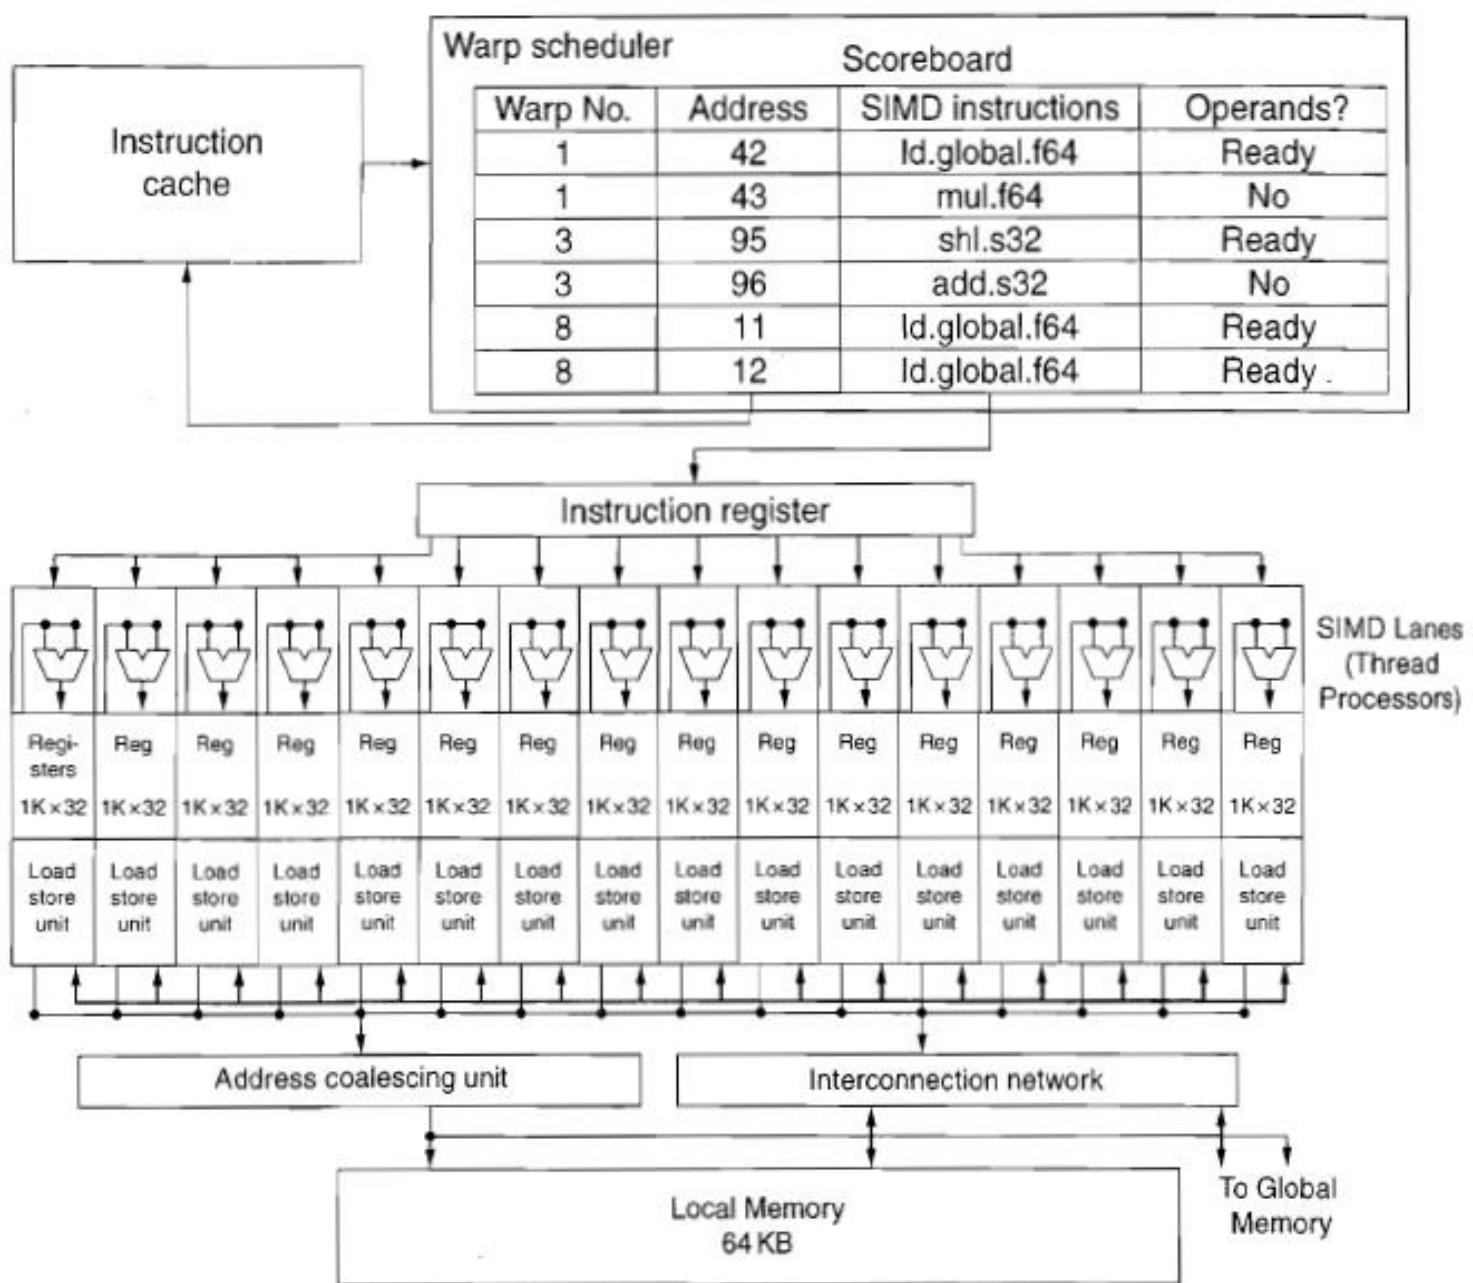 Warp scheduler
Scoreboard
Warp No. Address SIMD instructions Operands?
1 42 ld.global.f64 Ready
1 43 mul.f64 No
3 95 shl.s32 Ready
3 96 add.s32 No
8 11 ld.global.f64 Ready
8 12 ld.global.f64 Ready
Instruction
cache
Instruction register
SIMD Lanes
(Thread
Processors)
Regi- Reg Reg Reg Reg Reg Reg Reg Reg Reg Reg Reg Reg Reg Reg Reg
sters
1K×32 1K×32 1K×32 1K×32 1K×32 1K×32 1K×32 1K×32 1K×32 1K×32 1K×32 1K×32 1K×32 1K×32 1K×32 1K×32
Load Load Load Load Load Load Load Load Load Load Load Load Load Load Load Load
store store store store store store store store store store store store store store store store
unit unit unit unit unit unit unit unit unit unit unit unit unit unit unit unit
Address coalescing unit
Interconnection network
Local Memory
64 KB
To Global
Memory